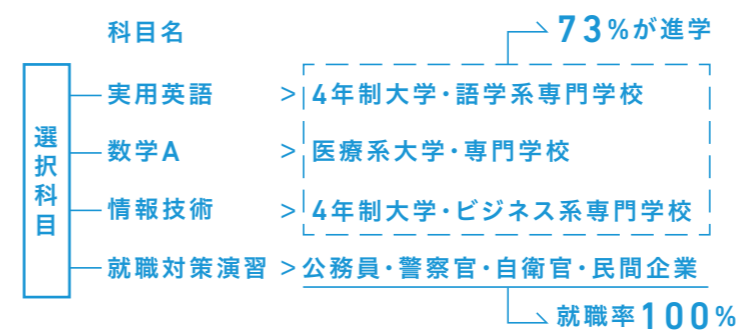 科目名
73%が進学
選択科目
実用英語 > 4年制大学・語学系専門学校
数学A > 医療系大学・専門学校
情報技術 > 4年制大学・ビジネス系専門学校
就職対策演習 > 公務員・警察官・自衛官・民間企業
就職率100%